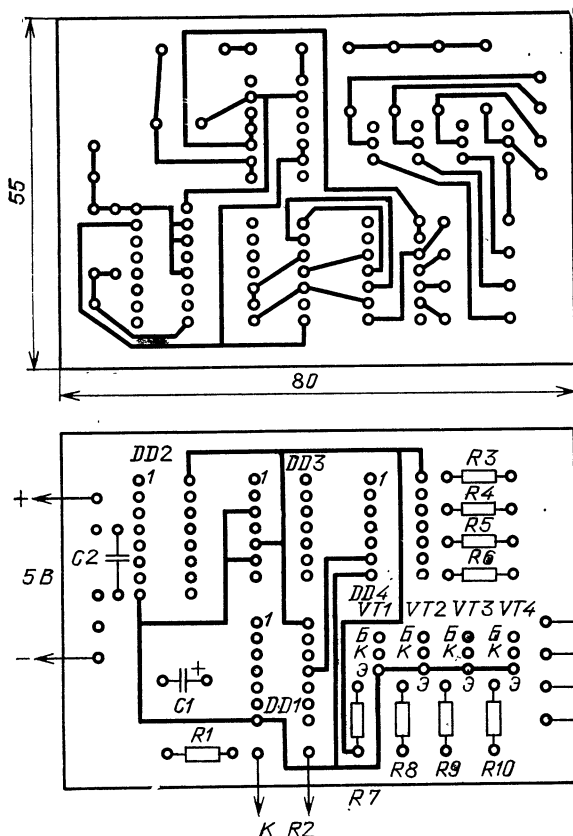 55
80
DD2
1
1
DD3
1
R3
R4
R5
R6
+
5В
C2
-
DD4
VT1
VT2
VT3
VT4
Б
Б
Б
Б
К
К
К
К
Э
Э
Э
Э
1
+
C1
DD1
R1
R7
R8
R9
R10
К R2